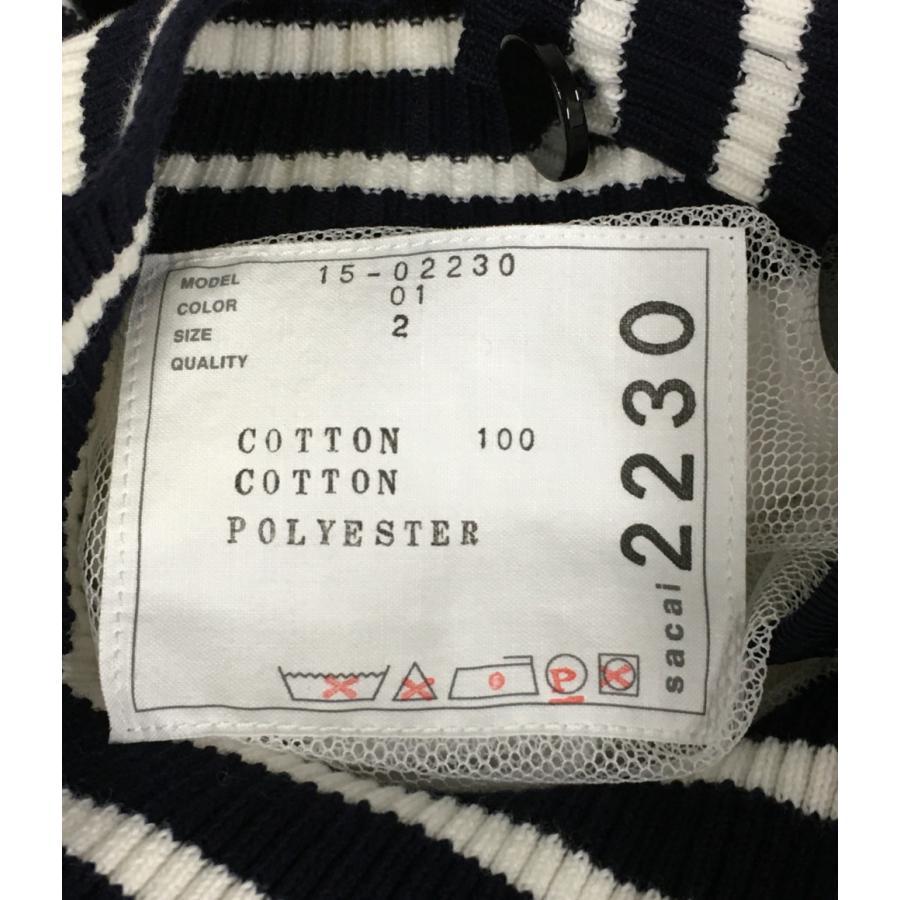 MODEL 15-02230
COLOR 01
SIZE 2
QUALITY
COTTON 100
COTTON
POLYESTER
P
sacai 2230